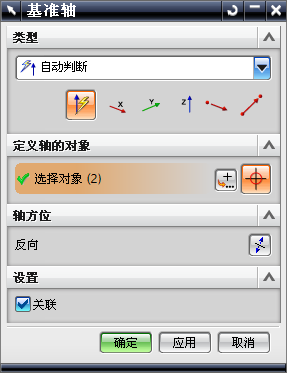 基准轴
类型
自动判断
X
Y
Z
定义轴的对象
选择对象 (2)
轴方位
反向
设置
关联
确定 应用 取消